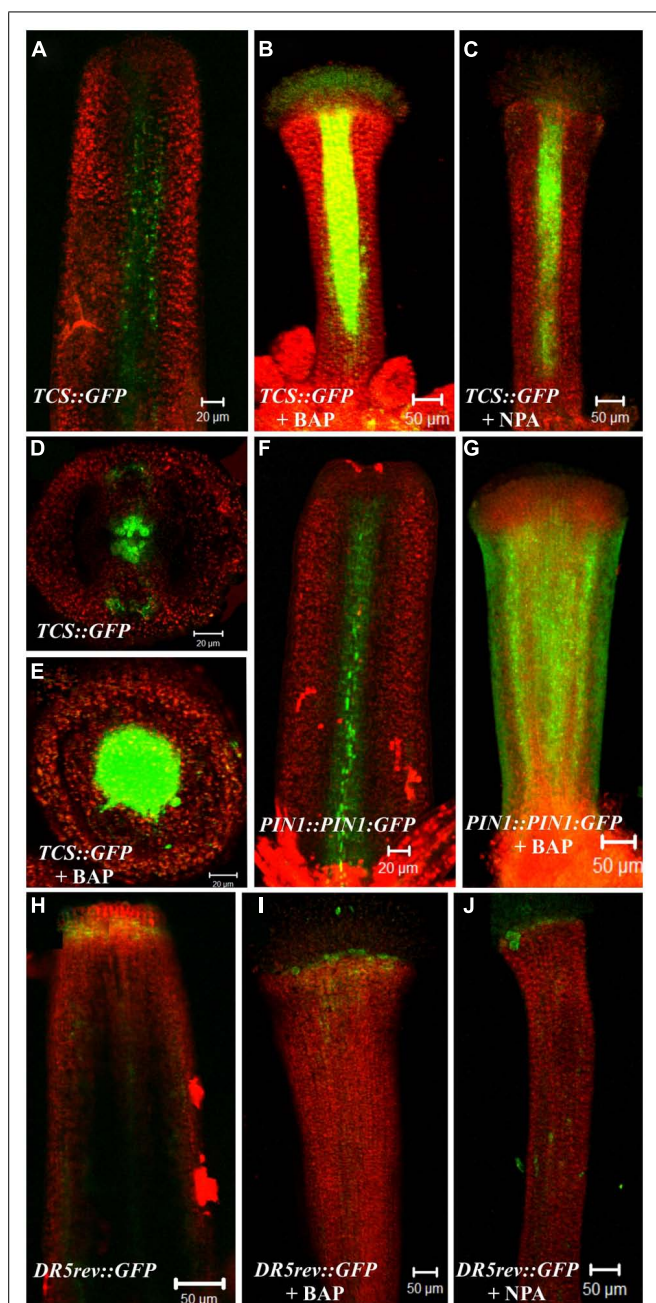 A
TCS::GFP
20 µm
B
TCS::GFP
+ BAP
50 µm
C
TCS::GFP
+ NPA
50 µm
D
TCS::GFP
20 µm
E
TCS::GFP
+ BAP
20 µm
F
PIN1::PIN1:GFP
20 µm
G
PIN1::PIN1:GFP
+ BAP
50 µm
H
DR5rev::GFP
50 µm
I
DR5rev::GFP
+ BAP
50 µm
J
DR5rev::GFP
+ NPA
50 µm